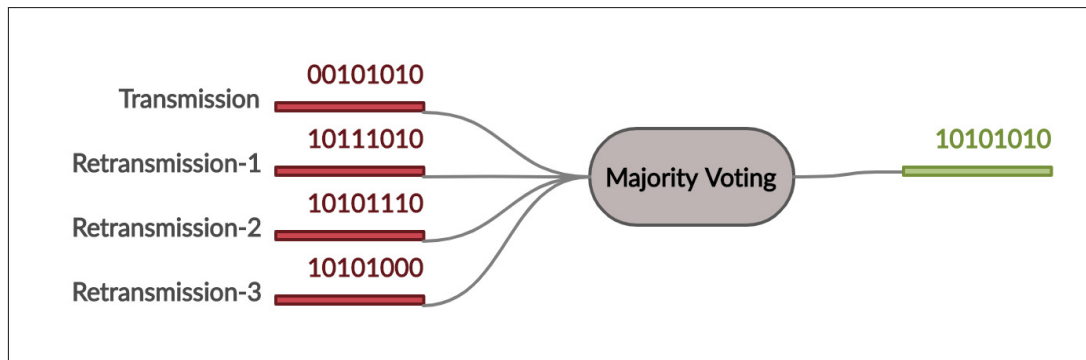 00101010
Transmission
10111010
Retransmission-1
10101110
Retransmission-2
10101000
Retransmission-3
Majority Voting
10101010